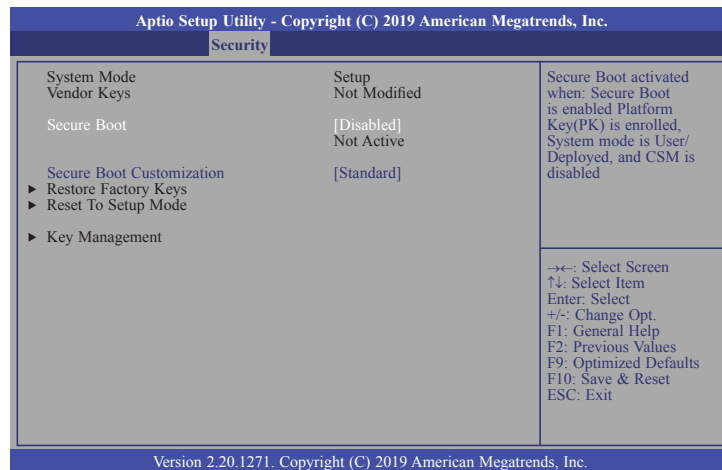 Aptio Setup Utility - Copyright (C) 2019 American Megatrends, Inc.
Security
System Mode Setup
Vendor Keys Not Modified
Secure Boot [Disabled]
Not Active
Secure Boot Customization [Standard]
► Restore Factory Keys
► Reset To Setup Mode
► Key Management
Secure Boot activated
when: Secure Boot
is enabled Platform
Key(PK) is enrolled,
System mode is User/
Deployed, and CSM is
disabled
→←: Select Screen
↑↓: Select Item
Enter: Select
+/-: Change Opt.
F1: General Help
F2: Previous Values
F9: Optimized Defaults
F10: Save & Reset
ESC: Exit
Version 2.20.1271. Copyright (C) 2019 American Megatrends, Inc.